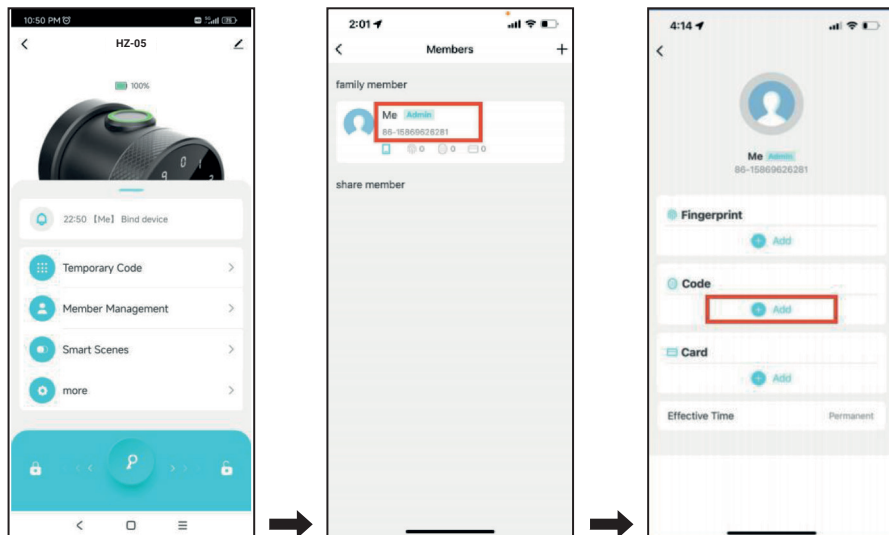 10:50 PM
HZ-05
100%
22:50 【Me】 Bind device
Temporary Code
Member Management
Smart Scenes
more
2:01
Members
family member
Me Admin
86-15869626281
0 0 0
share member
4:14
Me Admin
86-15869626281
Fingerprint
Add
Code
Add
Card
Add
Effective Time Permanent